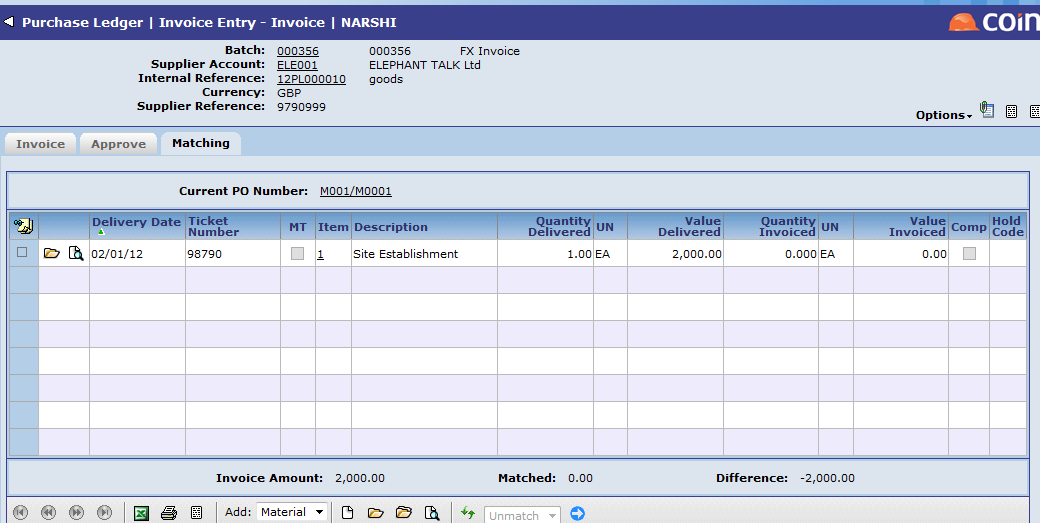 Purchase Ledger | Invoice Entry - Invoice | NARSHI
coin
Batch: 000356 000356 FX Invoice
Supplier Account: ELE001 ELEPHANT TALK Ltd
Internal Reference: 12PL000010 goods
Currency: GBP
Supplier Reference: 9790999
Options
Invoice Approve Matching
Current PO Number: M001/M0001
Delivery Date Ticket Number MT Item Description Quantity Delivered UN Value Delivered Quantity Invoiced UN Value Invoiced Comp Hold Code
02/01/12 98790 1 Site Establishment 1.00 EA 2,000.00 0.000 EA 0.00
Invoice Amount: 2,000.00 Matched: 0.00 Difference: -2,000.00
Add: Material Unmatch